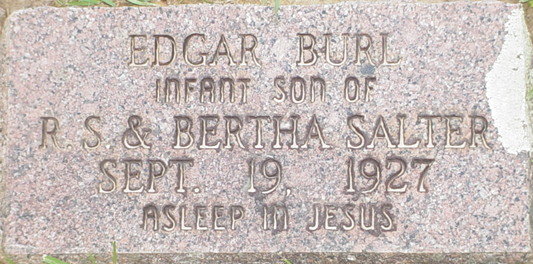 EDGAR BURL
INFANT SON OF
R. S. & BERTHA SALTER
SEPT. 19, 1927
ASLEEP IN JESUS